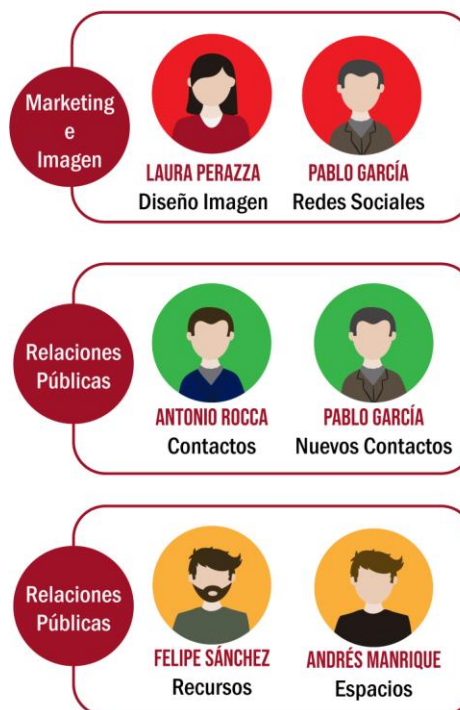 Marketing
e
Imagen
LAURA PERAZZA
Diseño Imagen
PABLO GARCÍA
Redes Sociales
Relaciones
Públicas
ANTONIO ROCCA
Contactos
PABLO GARCÍA
Nuevos Contactos
Relaciones
Públicas
FELIPE SÁNCHEZ
Recursos
ANDRÉS MANRIQUE
Espacios